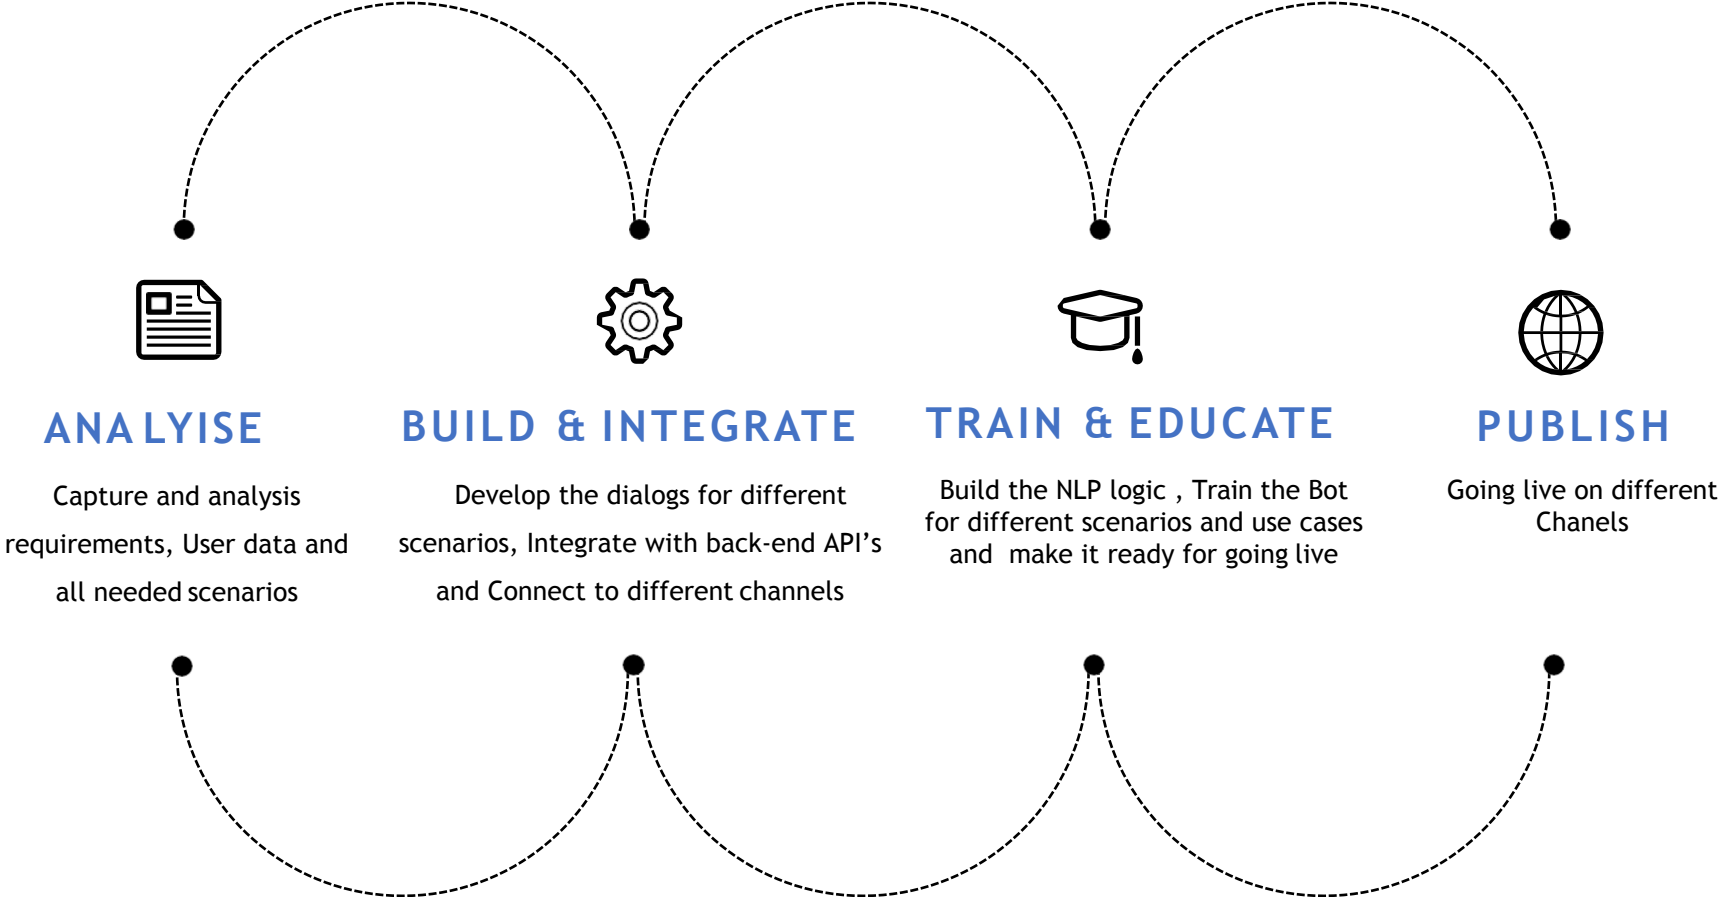 ANALYISE
Capture and analysis
requirements, User data and
all needed scenarios
BUILD & INTEGRATE
Develop the dialogs for different
scenarios, Integrate with back-end API’s
and Connect to different channels
TRAIN & EDUCATE
Build the NLP logic , Train the Bot
for different scenarios and use cases
and make it ready for going live
PUBLISH
Going live on different
Chanels